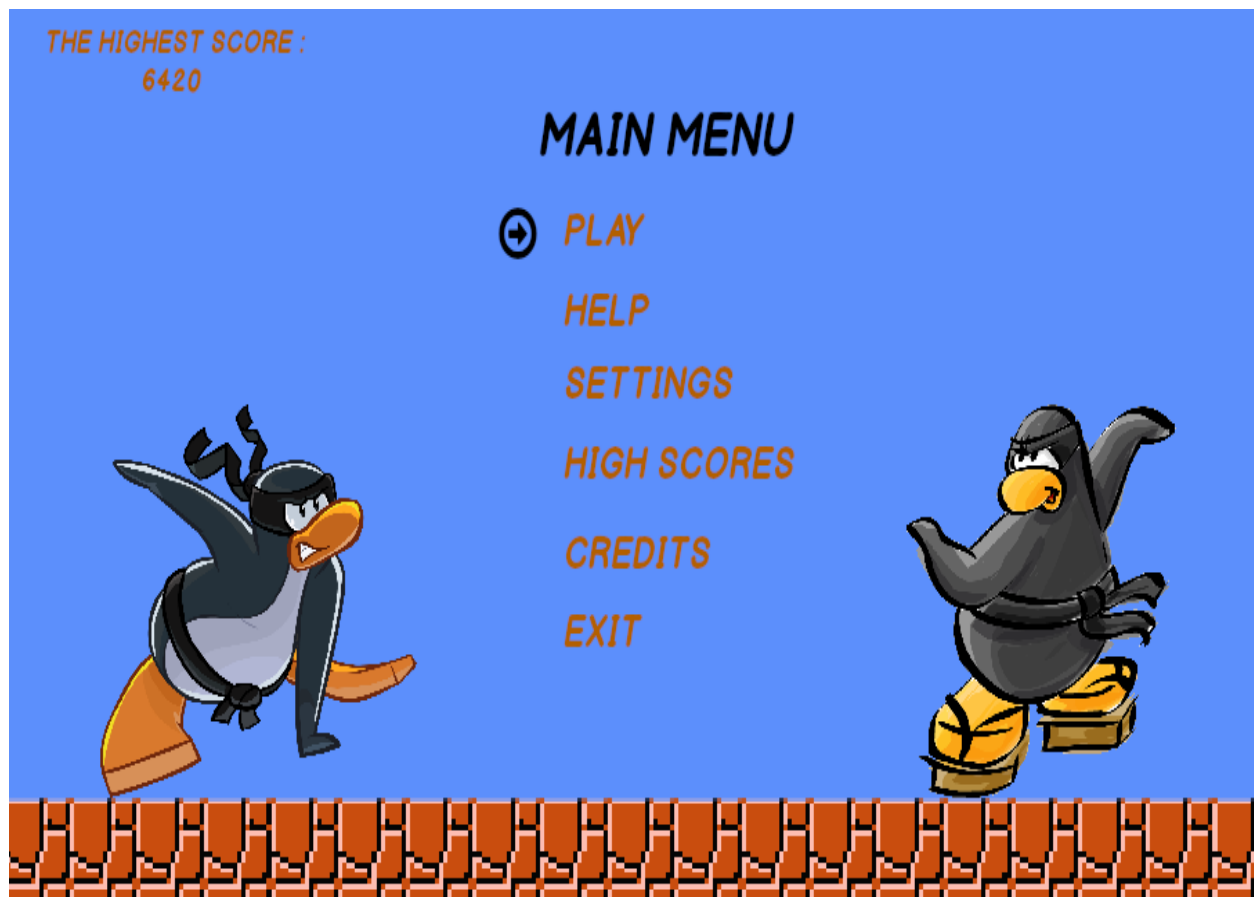 THE HIGHEST SCORE :
6420
MAIN MENU
PLAY
HELP
SETTINGS
HIGH SCORES
CREDITS
EXIT